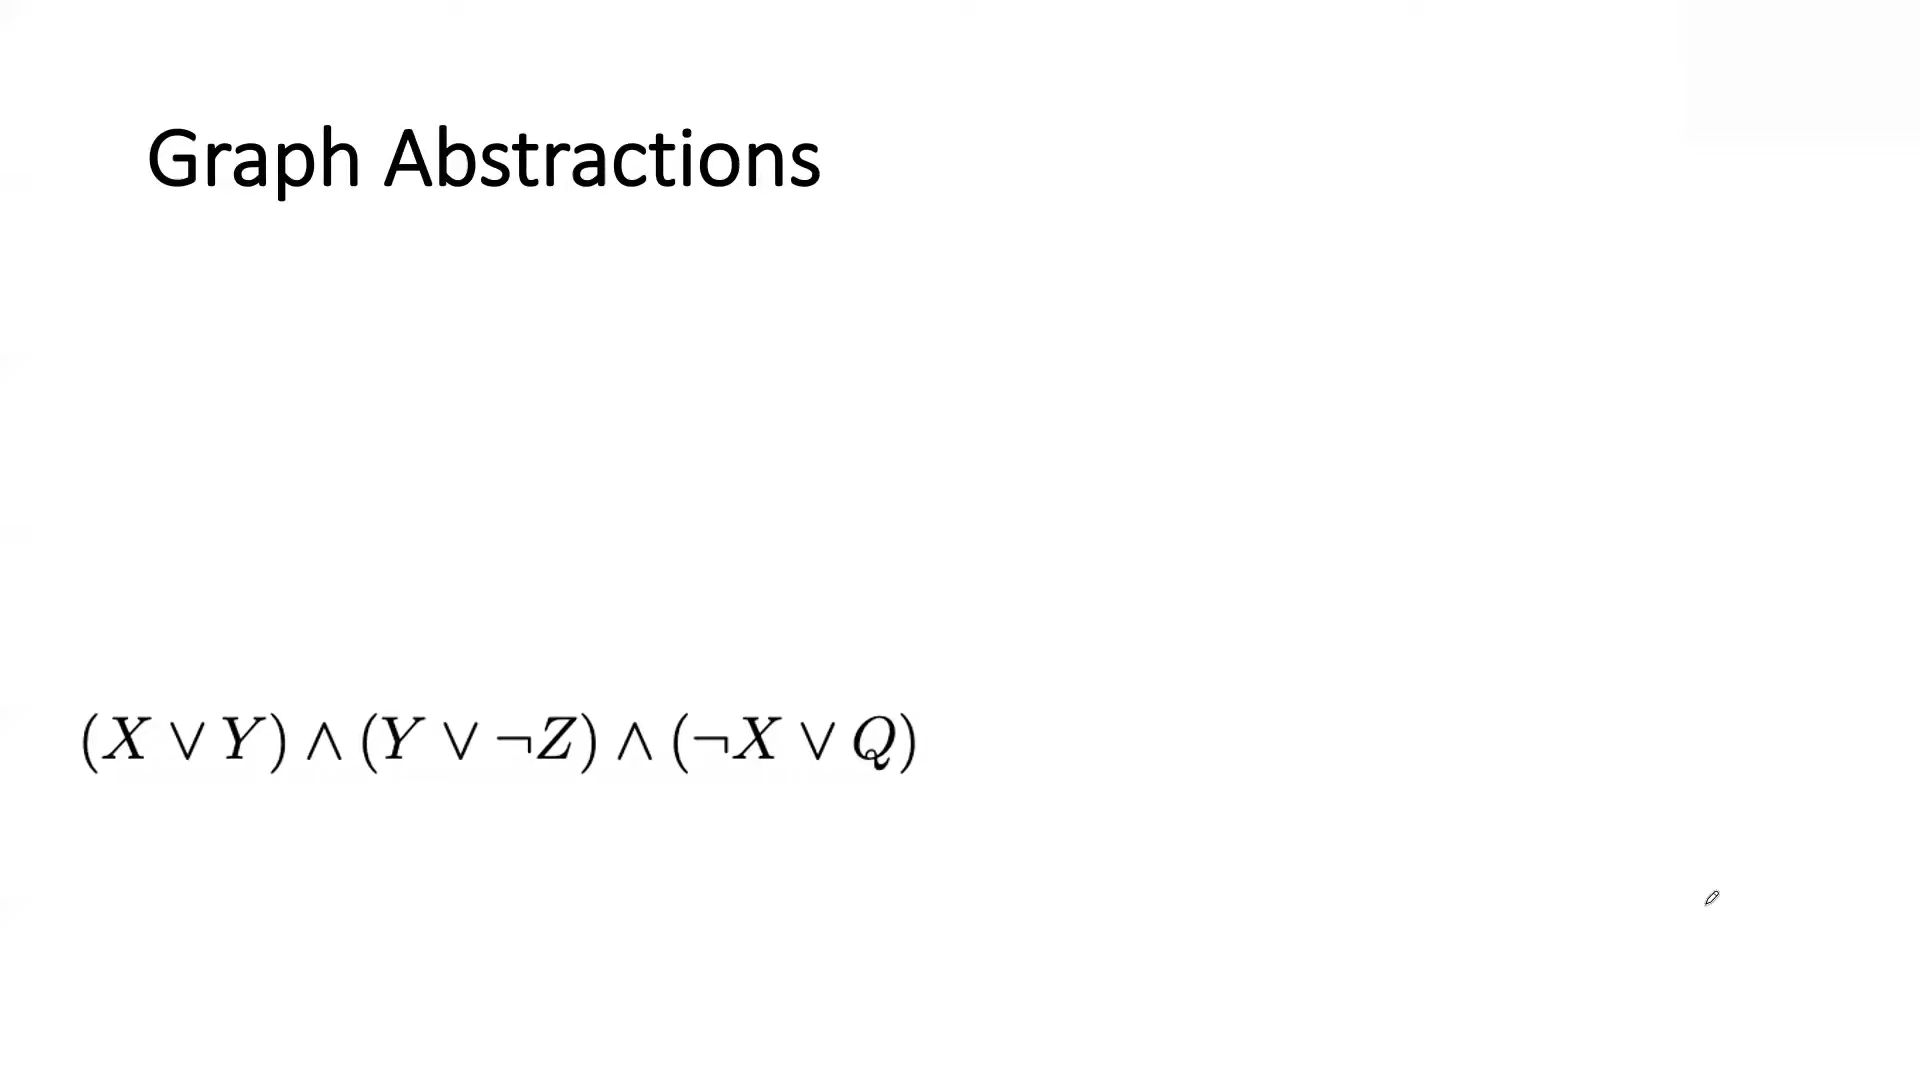 Graph Abstractions
(X ∨ Y) ∧ (Y ∨ ¬Z) ∧ (¬X ∨ Q)